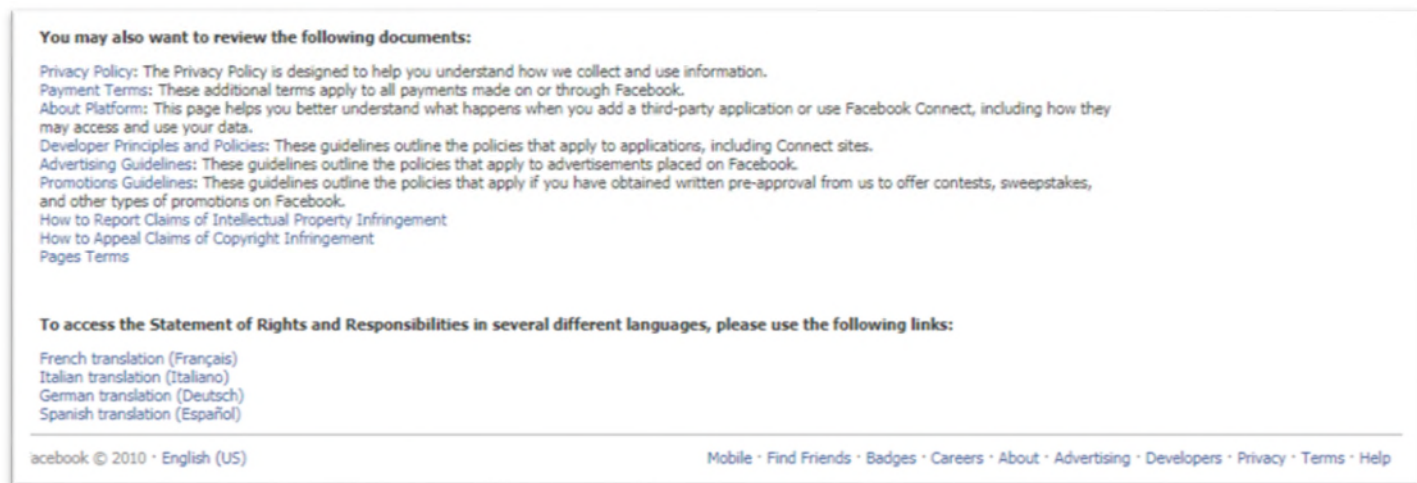 You may also want to review the following documents:
Privacy Policy: The Privacy Policy is designed to help you understand how we collect and use information.
Payment Terms: These additional terms apply to all payments made on or through Facebook.
About Platform: This page helps you better understand what happens when you add a third-party application or use Facebook Connect, including how they
may access and use your data.
Developer Principles and Policies: These guidelines outline the policies that apply to applications, including Connect sites.
Advertising Guidelines: These guidelines outline the policies that apply to advertisements placed on Facebook.
Promotions Guidelines: These guidelines outline the policies that apply if you have obtained written pre-approval from us to offer contests, sweepstakes,
and other types of promotions on Facebook.
How to Report Claims of Intellectual Property Infringement
How to Appeal Claims of Copyright Infringement
Pages Terms
To access the Statement of Rights and Responsibilities in several different languages, please use the following links:
French translation (Français)
Italian translation (Italiano)
German translation (Deutsch)
Spanish translation (Español)
acebook © 2010 · English (US) Mobile · Find Friends · Badges · Careers · About · Advertising · Developers · Privacy · Terms · Help